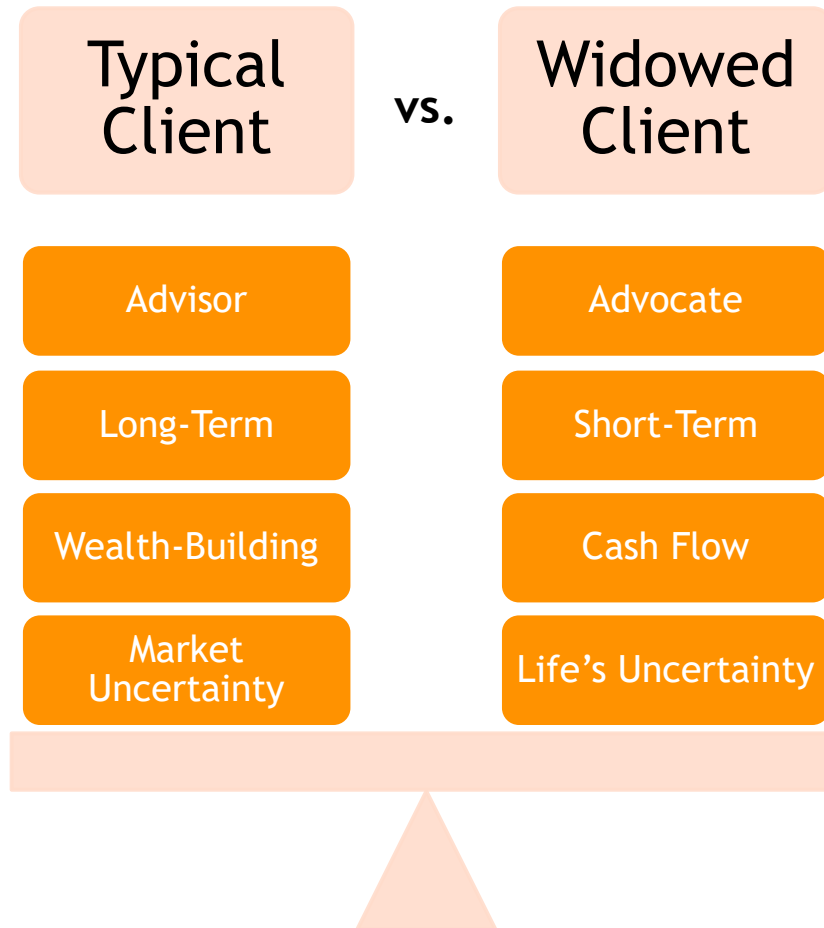 Typical
Client
vs.
Widowed
Client
Advisor
Advocate
Long-Term
Short-Term
Wealth-Building
Cash Flow
Market
Uncertainty
Life's Uncertainty